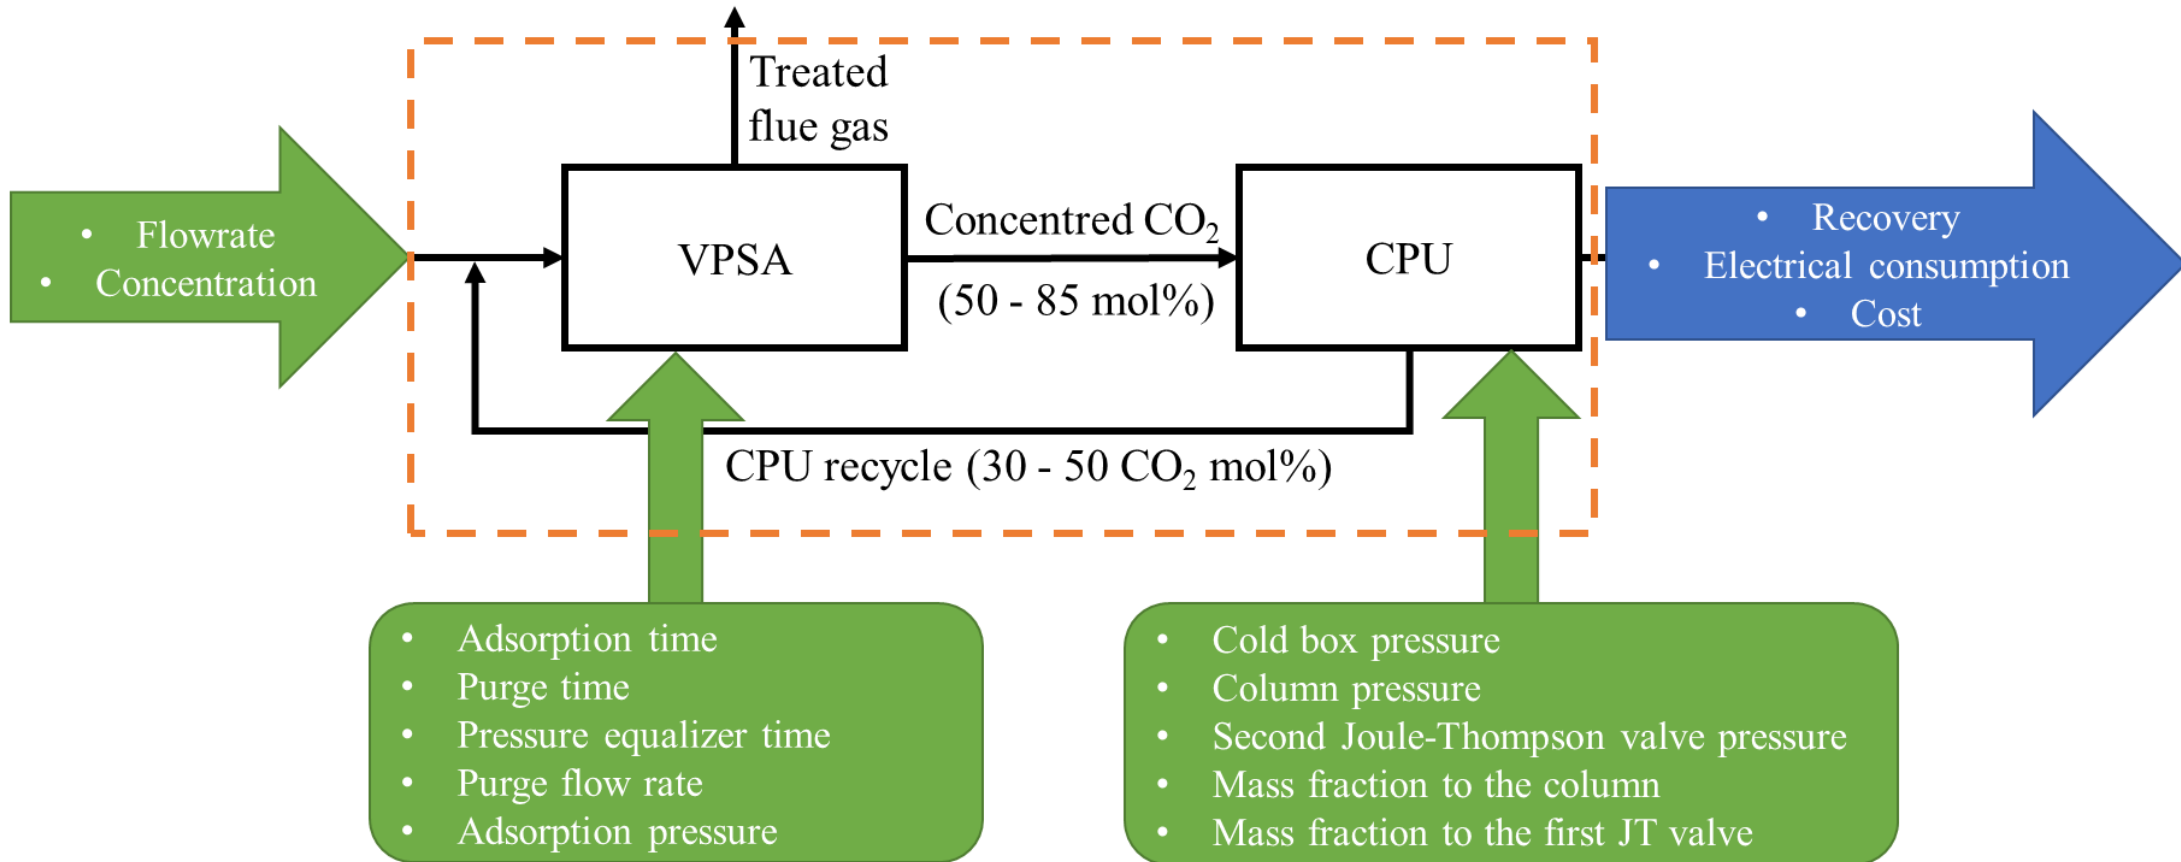 Treated
flue gas
• Flowrate
• Concentration
VPSA
Concentred CO₂
(50 - 85 mol%)
CPU
• Recovery
• Electrical consumption
• Cost
CPU recycle (30 - 50 CO₂ mol%)
• Adsorption time
• Purge time
• Pressure equalizer time
• Purge flow rate
• Adsorption pressure
• Cold box pressure
• Column pressure
• Second Joule-Thompson valve pressure
• Mass fraction to the column
• Mass fraction to the first JT valve